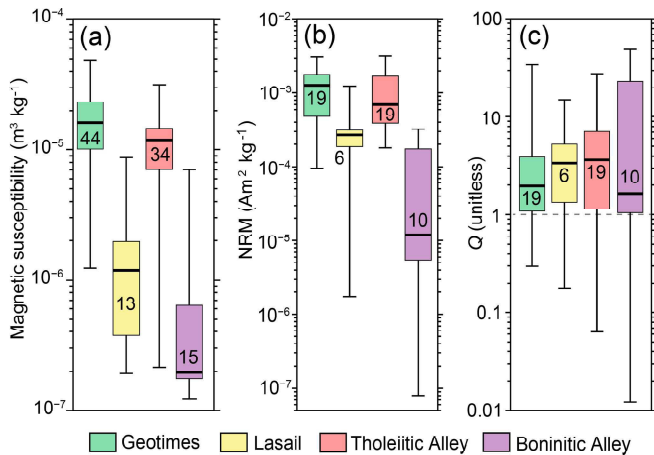 (a)
Magnetic susceptibility (m³ kg⁻¹)
10⁻⁴
10⁻⁵
10⁻⁶
10⁻⁷
44
13
34
15
(b)
NRM (Am² kg⁻¹)
10⁻²
10⁻³
10⁻⁴
10⁻⁵
10⁻⁶
10⁻⁷
19
6
19
10
(c)
Q (unitless)
100
10
1
0.1
0.01
19
6
19
10
Geotimes
Lasail
Tholeiitic Alley
Boninitic Alley